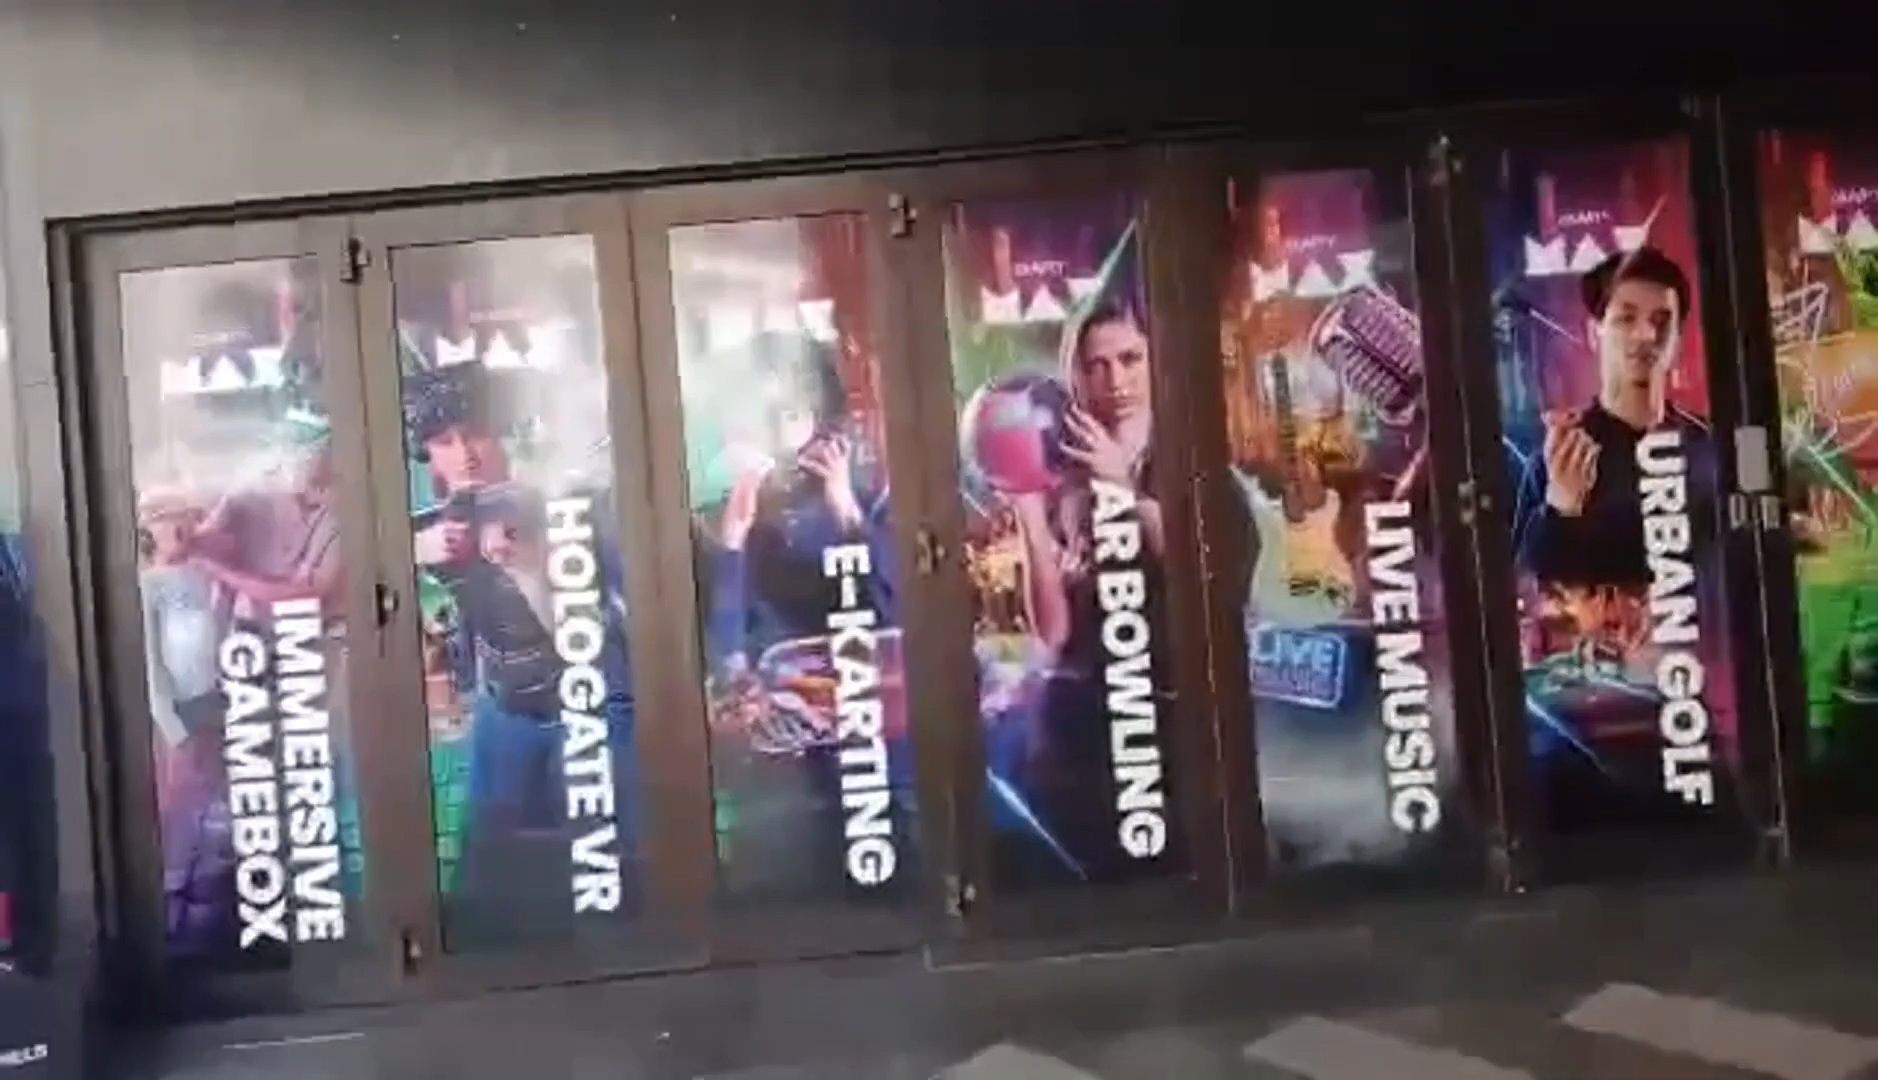 MAX
IMMERSIVE
GAMEBOX
MAX
HOLOGATE VR
E-KARTING
MAX
AR BOWLING
MAX
LIVE
LIVE MUSIC
MAX
URBAN GOLF